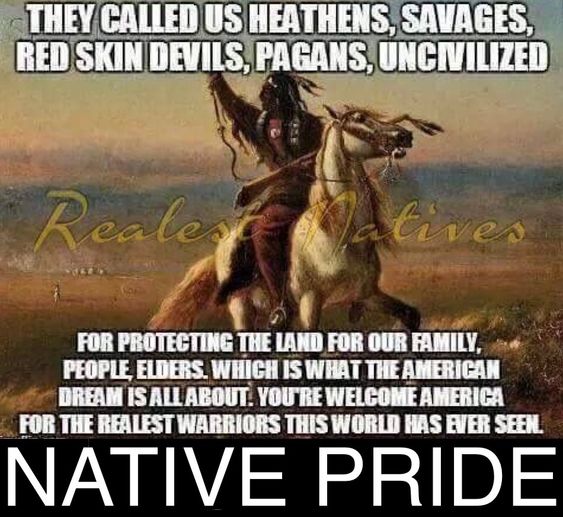 THEY CALLED US HEATHENS, SAVAGES,
RED SKIN DEVILS, PAGANS, UNCIVILIZED
Realest Natives
FOR PROTECTING THE LAND FOR OUR FAMILY,
PEOPLE, ELDERS. WHICH IS WHAT THE AMERICAN
DREAM IS ALL ABOUT. YOU'RE WELCOME AMERICA
FOR THE REALEST WARRIORS THIS WORLD HAS EVER SEEN.
NATIVE PRIDE